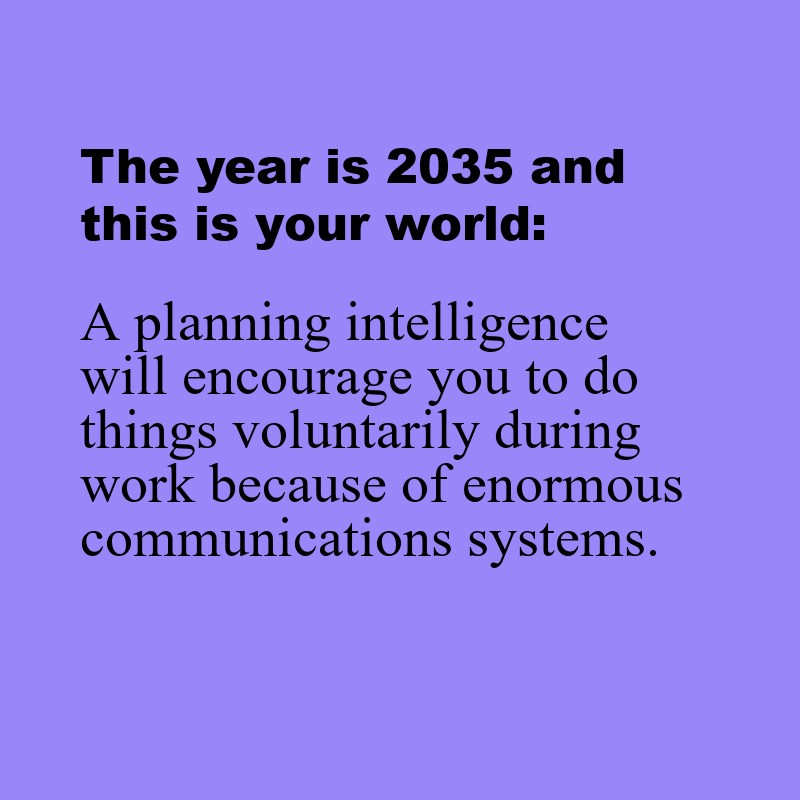 The year is 2035 and
this is your world:
A planning intelligence
will encourage you to do
things voluntarily during
work because of enormous
communications systems.